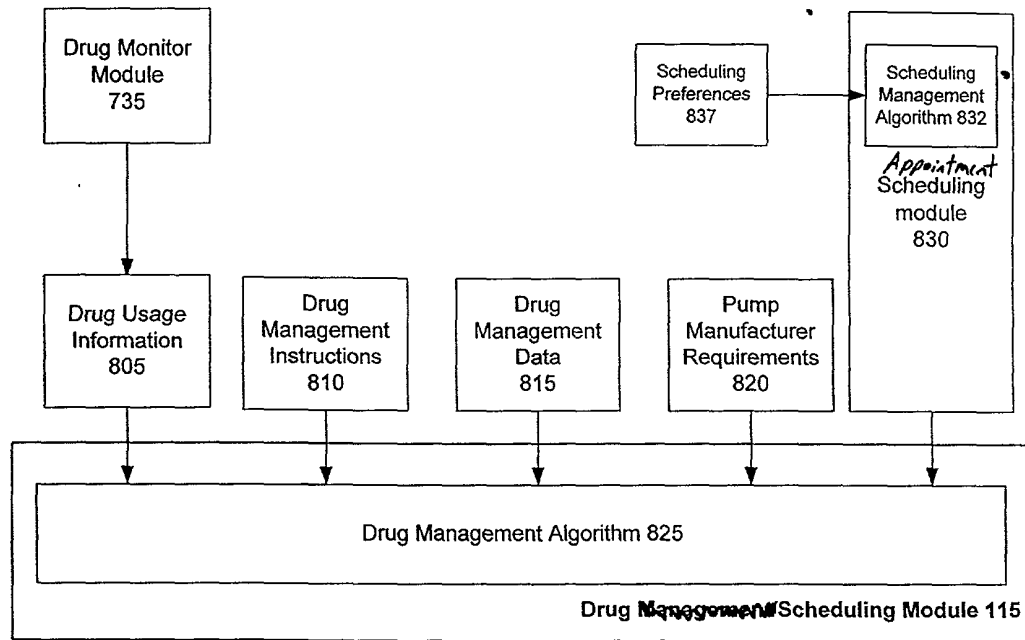 Drug Monitor
Module
735
Scheduling
Preferences
837
Scheduling
Management
Algorithm 832
Appointment
Scheduling
module
830
Drug Usage
Information
805
Drug
Management
Instructions
810
Drug
Management
Data
815
Pump
Manufacturer
Requirements
820
Drug Management Algorithm 825
Drug Management/Scheduling Module 115